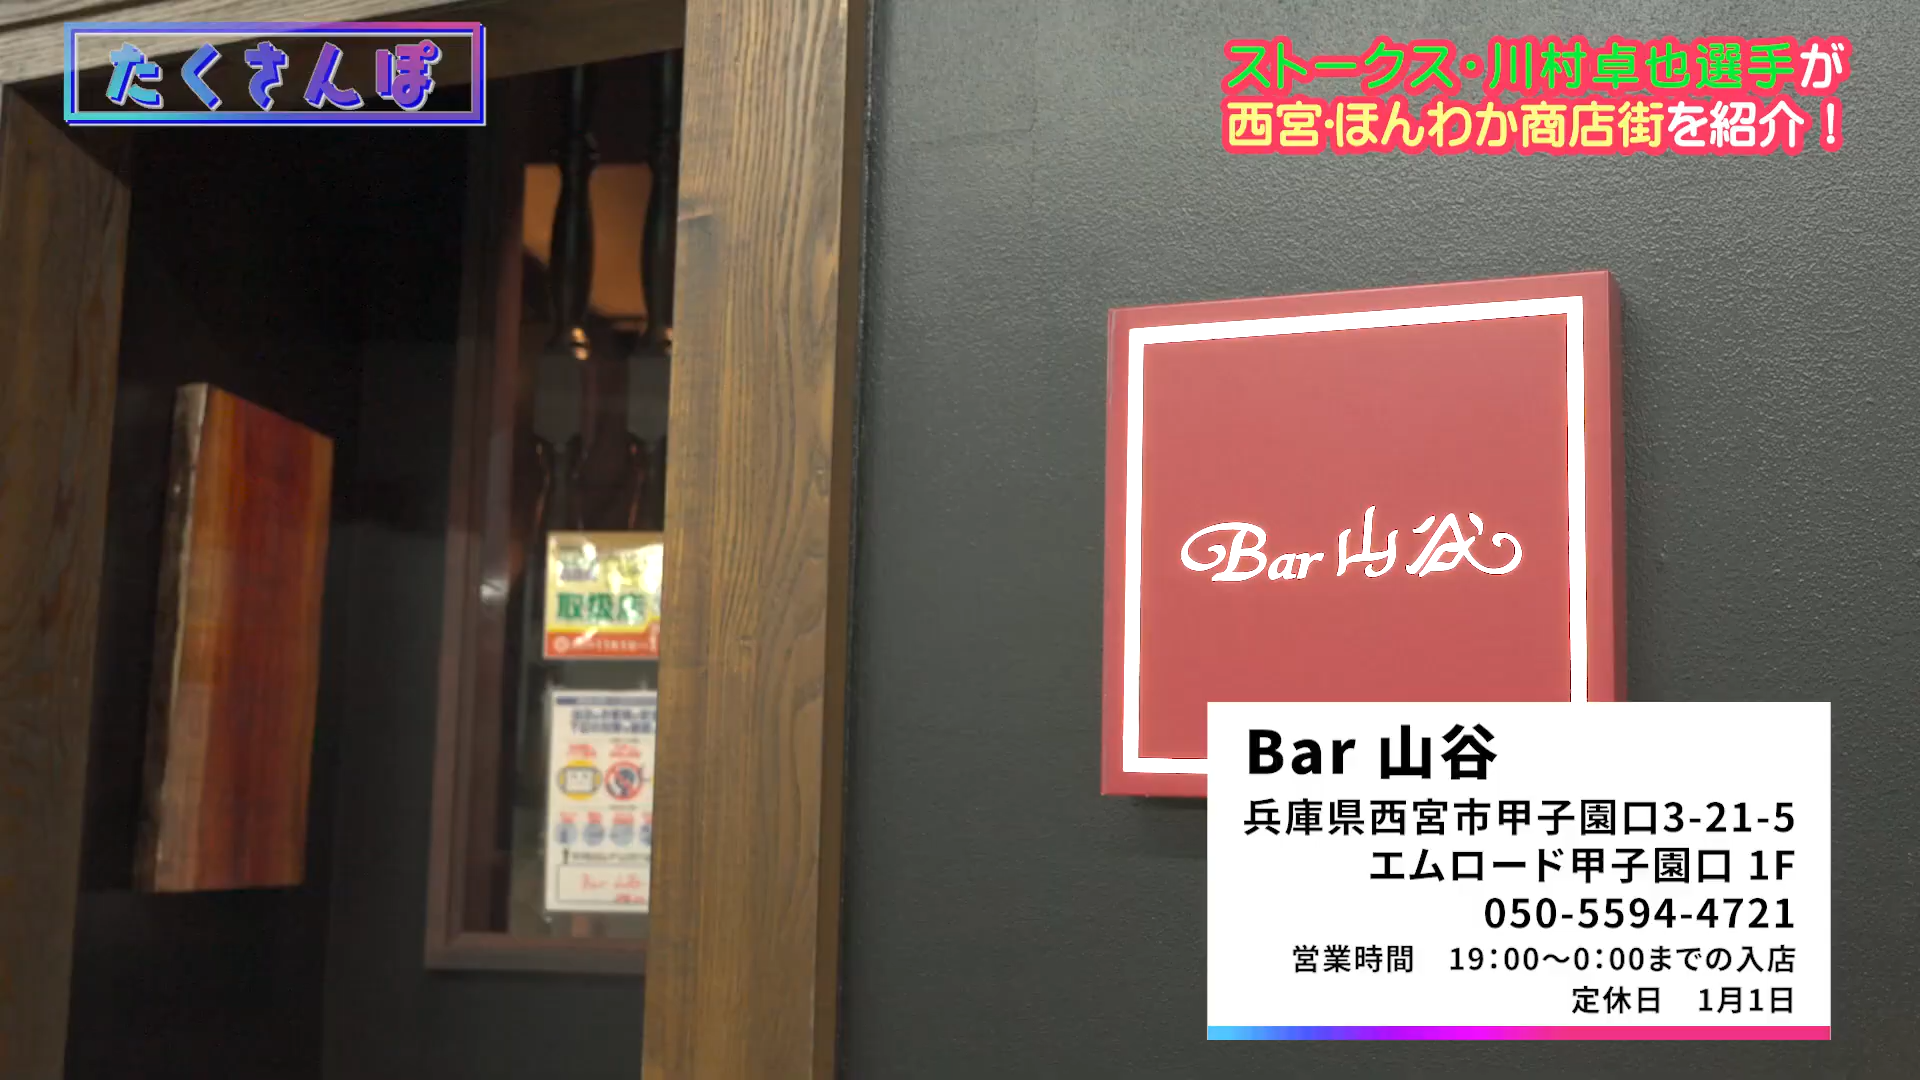 たくさんぽ
ストークス・川村卓也選手が
西宮・ほんわか商店街を紹介！
Bar 山谷
取扱店
Bar 山谷
兵庫県西宮市甲子園口3-21-5
エムロード甲子園口 1F
050-5594-4721
営業時間　19：00〜0：00までの入店
定休日　1月1日